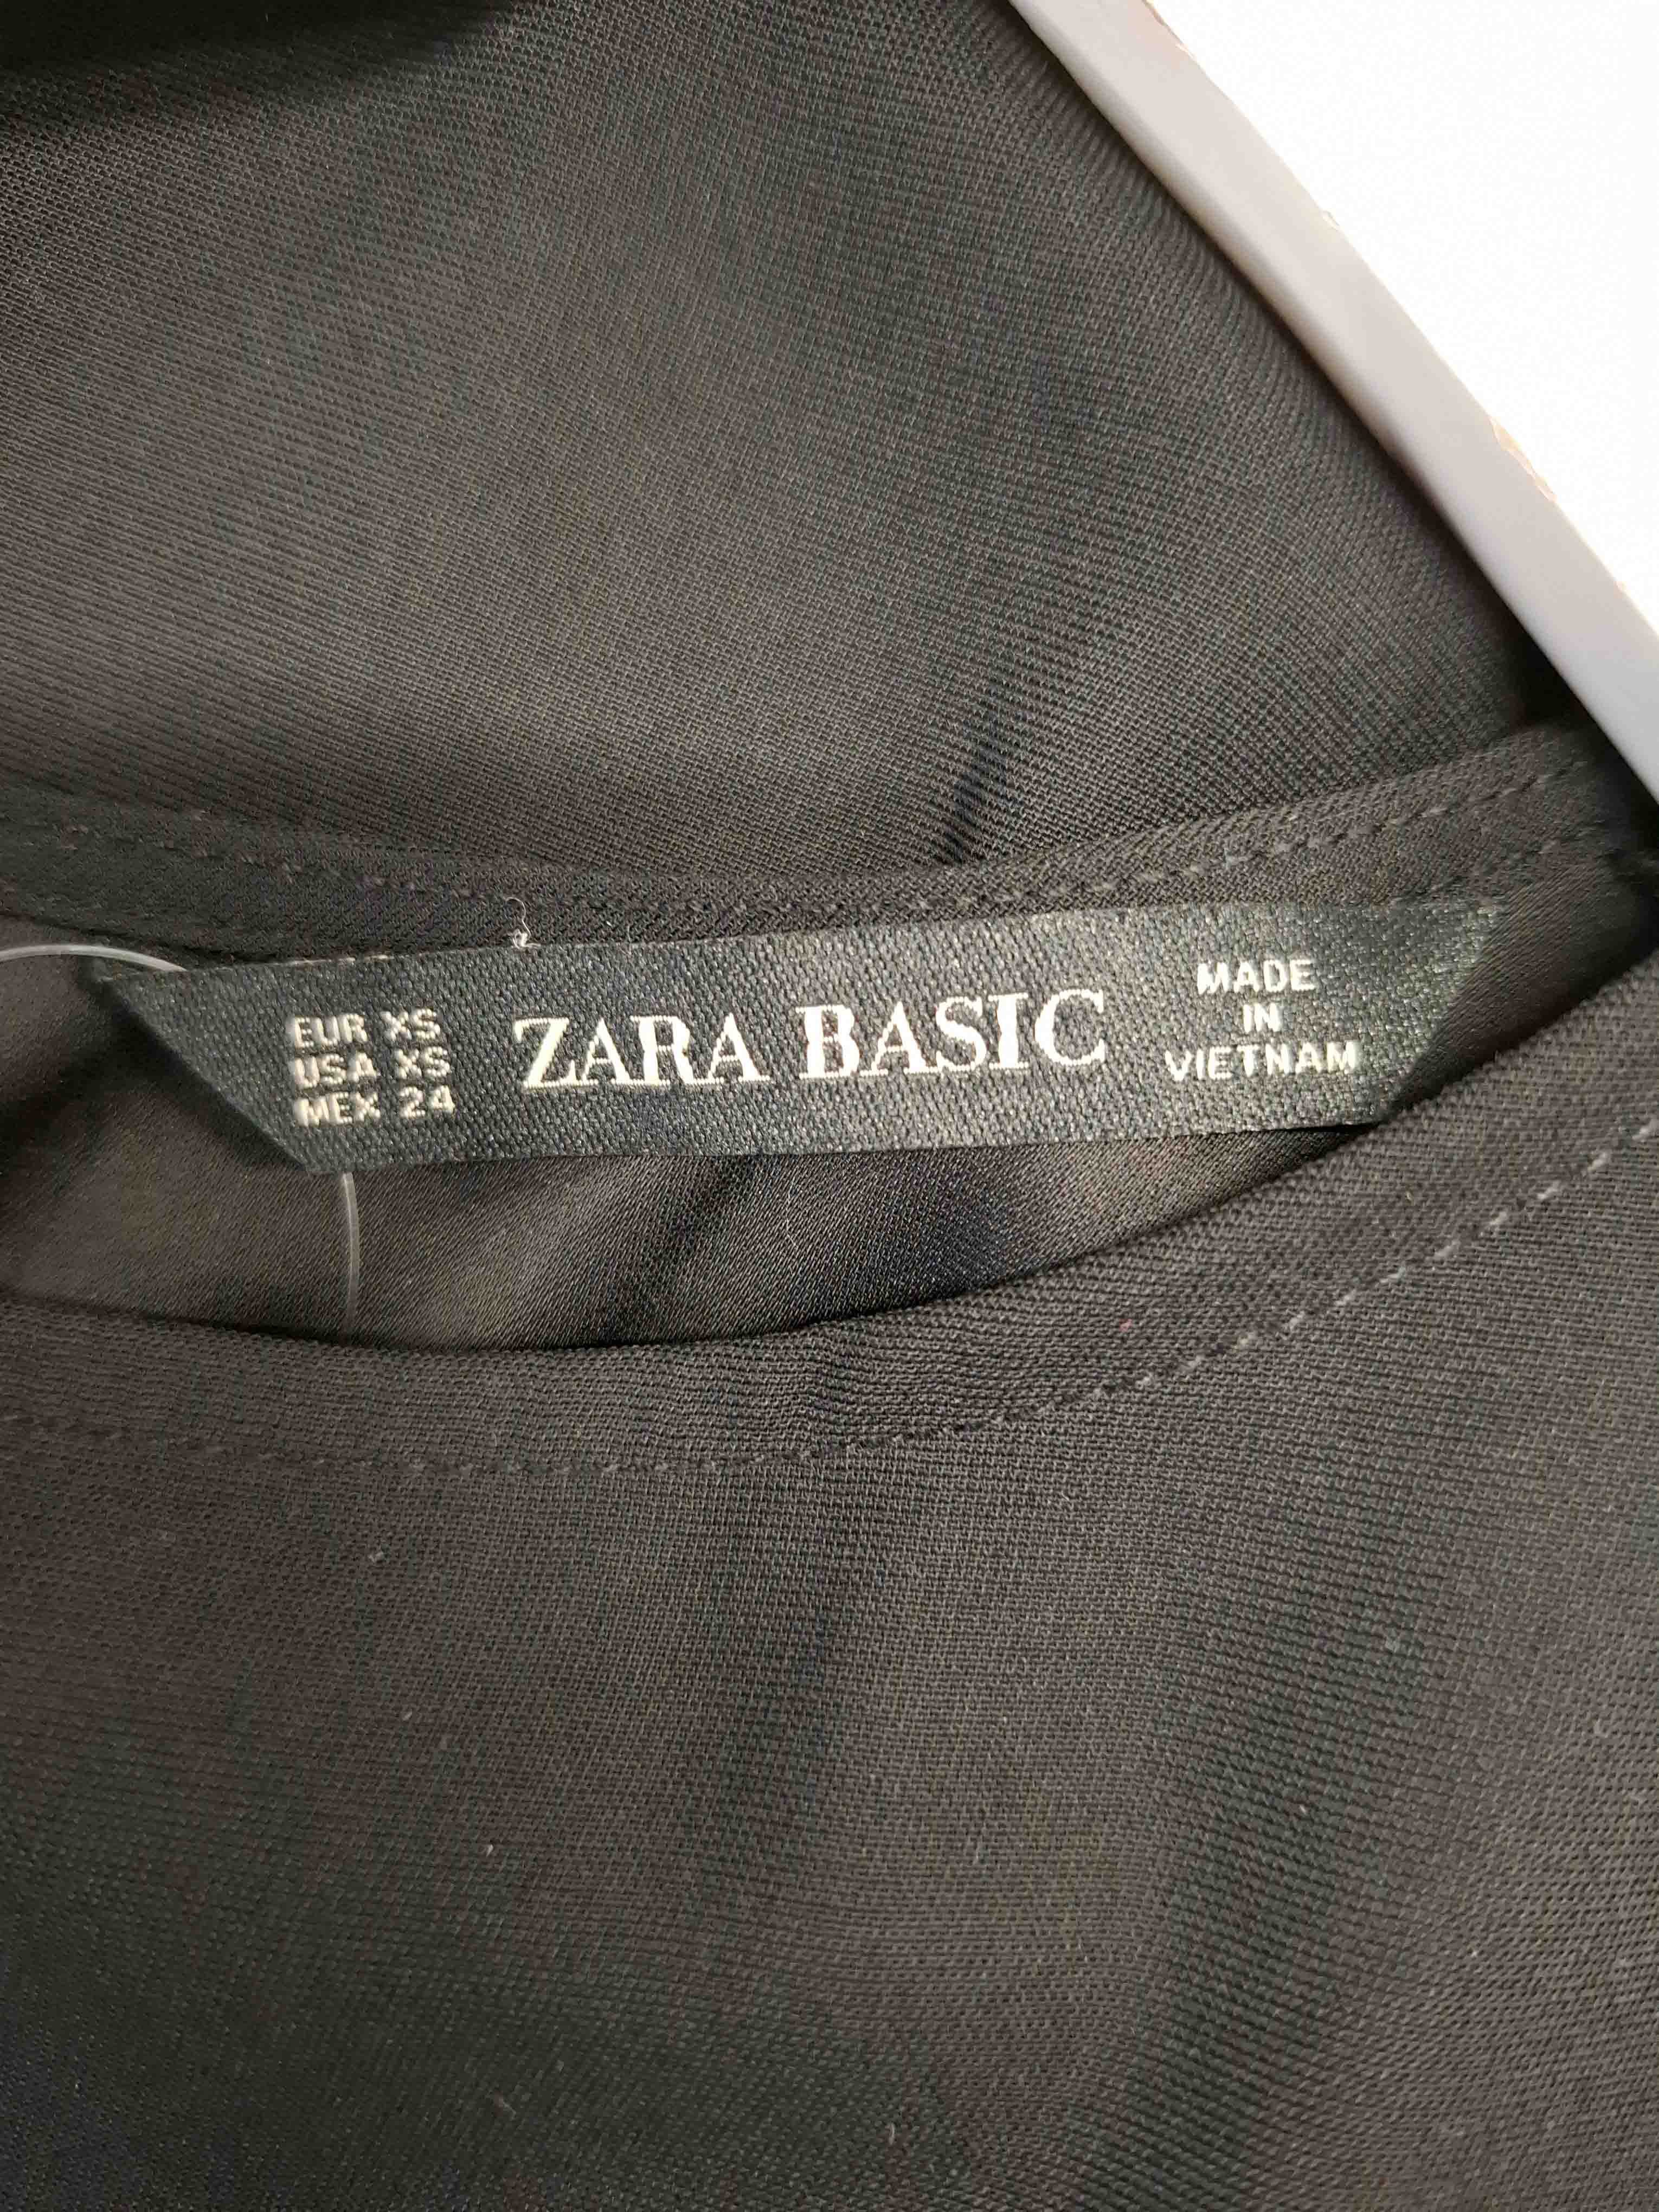 EUR XS
USA XS
MEX 24
ZARA BASIC
MADE
IN
VIETNAM